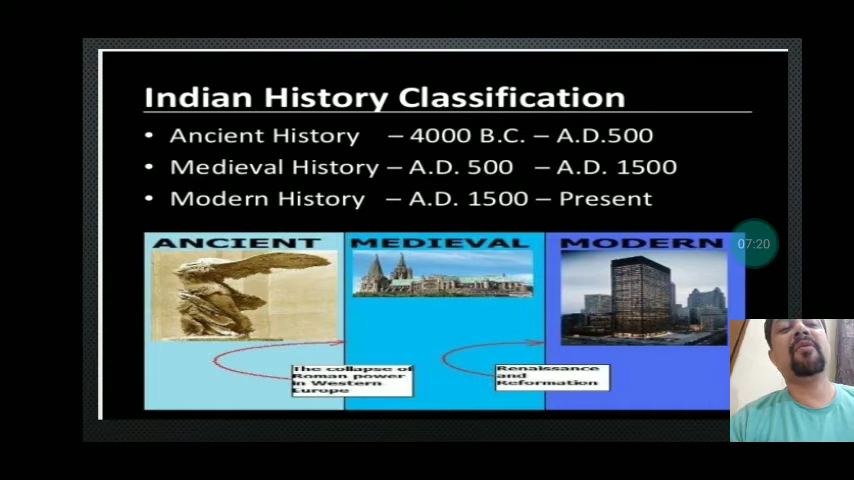 Indian History Classification
• Ancient History – 4000 B.C. – A.D.500
• Medieval History – A.D. 500 – A.D. 1500
• Modern History – A.D. 1500 – Present
ANCIENT MEDIEVAL MODERN
07:20
The collapse of
Roman power
in Western
Europe
Renaissance
and
Reformation